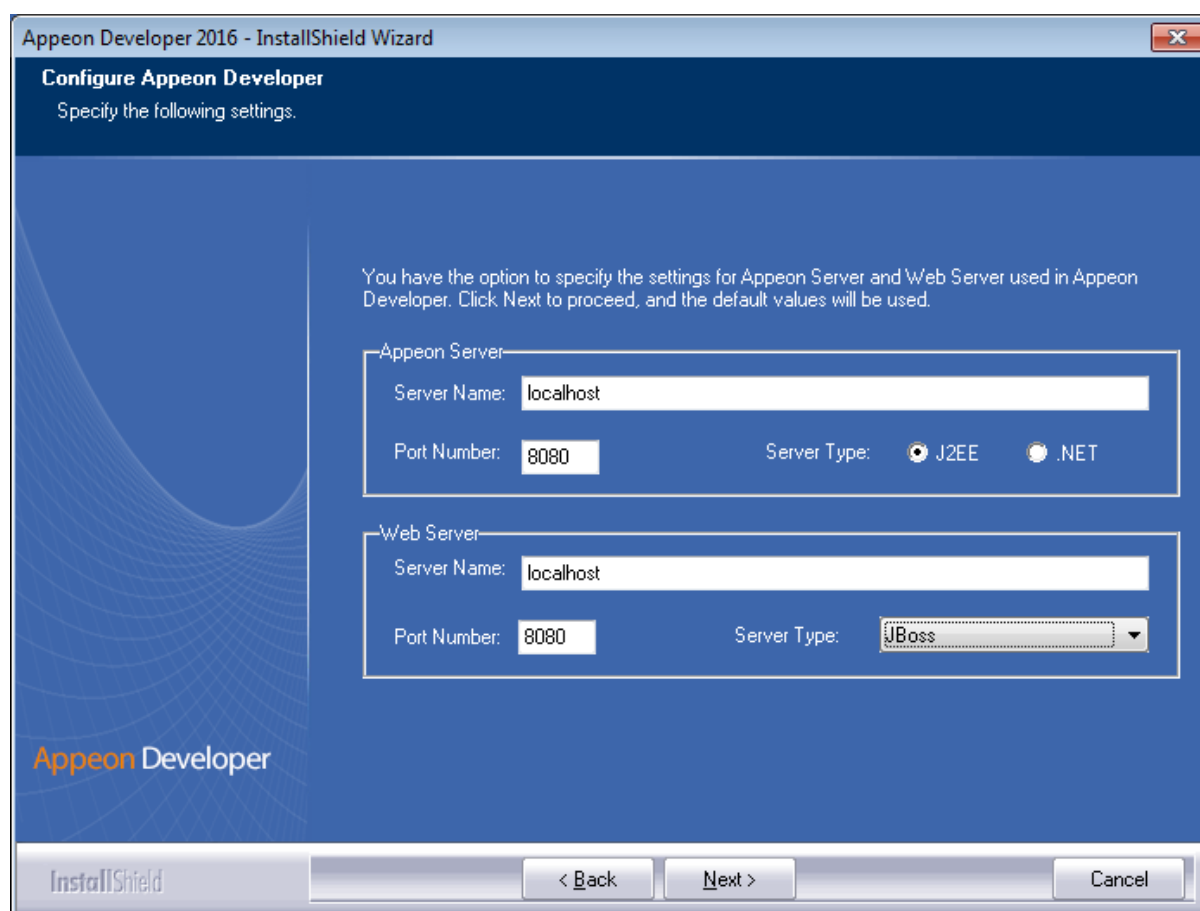 Appeon Developer 2016 - InstallShield Wizard
Configure Appeon Developer
Specify the following settings.
You have the option to specify the settings for Appeon Server and Web Server used in Appeon
Developer. Click Next to proceed, and the default values will be used.
Appeon Server
Server Name: localhost
Port Number: 8080 Server Type: J2EE .NET
Web Server
Server Name: localhost
Port Number: 8080 Server Type: JBoss
Appeon Developer
InstallShield < Back Next > Cancel